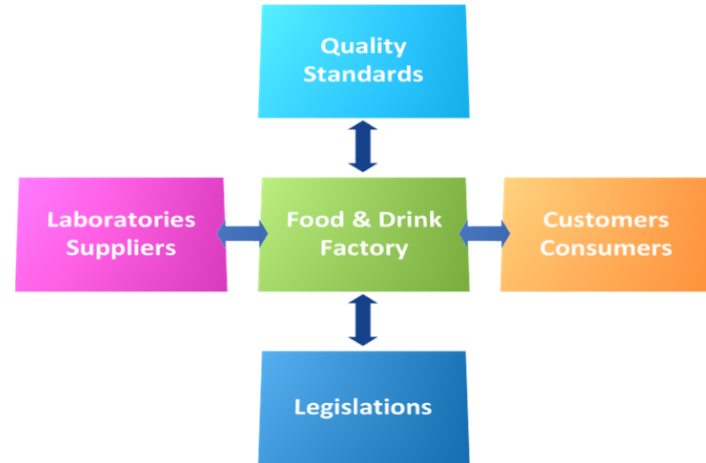 Quality
Standards
Laboratories
Suppliers
Food & Drink
Factory
Customers
Consumers
Legislations